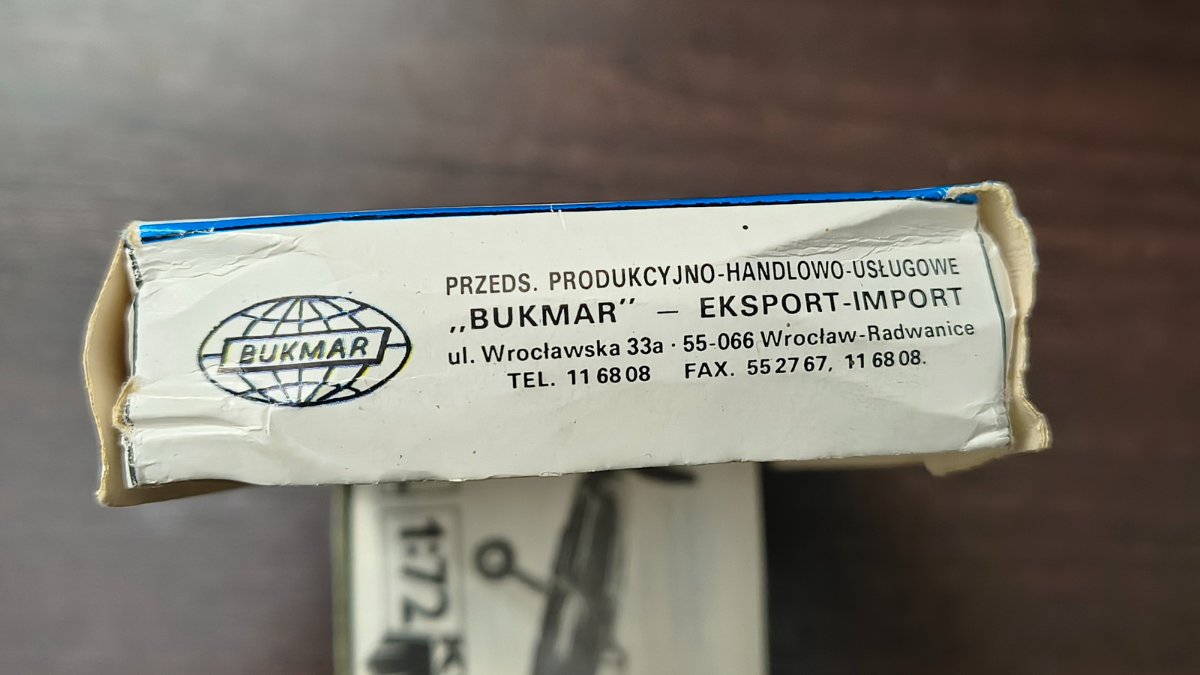 BUKMAR
PRZEDS. PRODUKCYJNO-HANDLOWO-USŁUGOWE
„BUKMAR” — EKSPORT-IMPORT
ul. Wrocławska 33a · 55-066 Wrocław-Radwanice
TEL. 11 68 08 FAX. 55 27 67, 11 68 08.
1:72